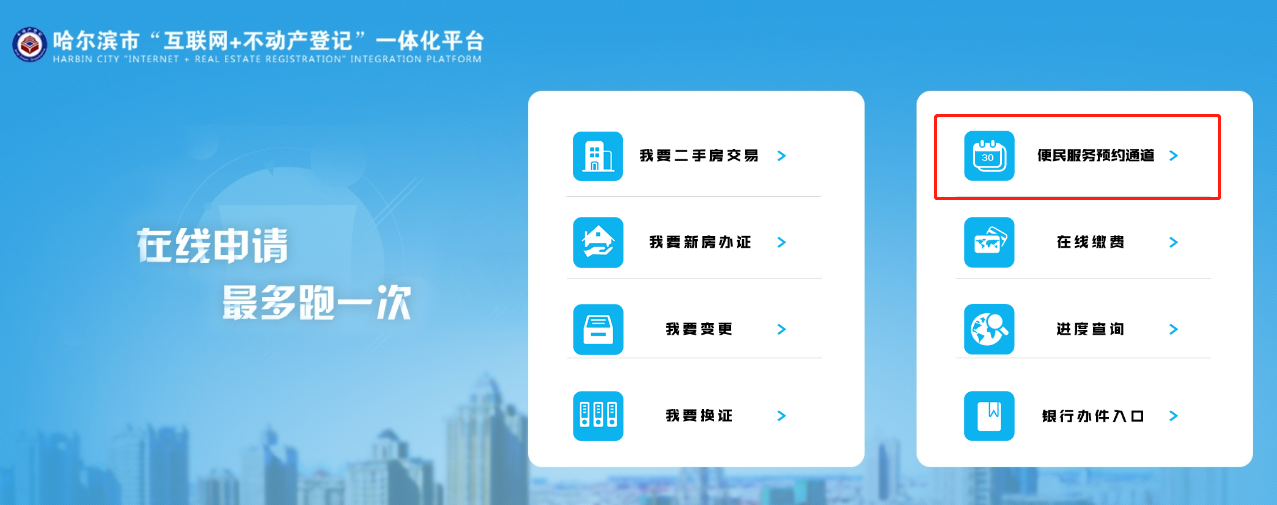 哈尔滨市“互联网+不动产登记”一体化平台
HARBIN CITY "INTERNET + REAL ESTATE REGISTRATION" INTEGRATION PLATFORM
在线申请
最多跑一次
我要二手房交易 >
我要新房办证 >
我要变更 >
我要换证 >
30
便民服务预约通道 >
在线缴费 >
进度查询 >
银行办件入口 >